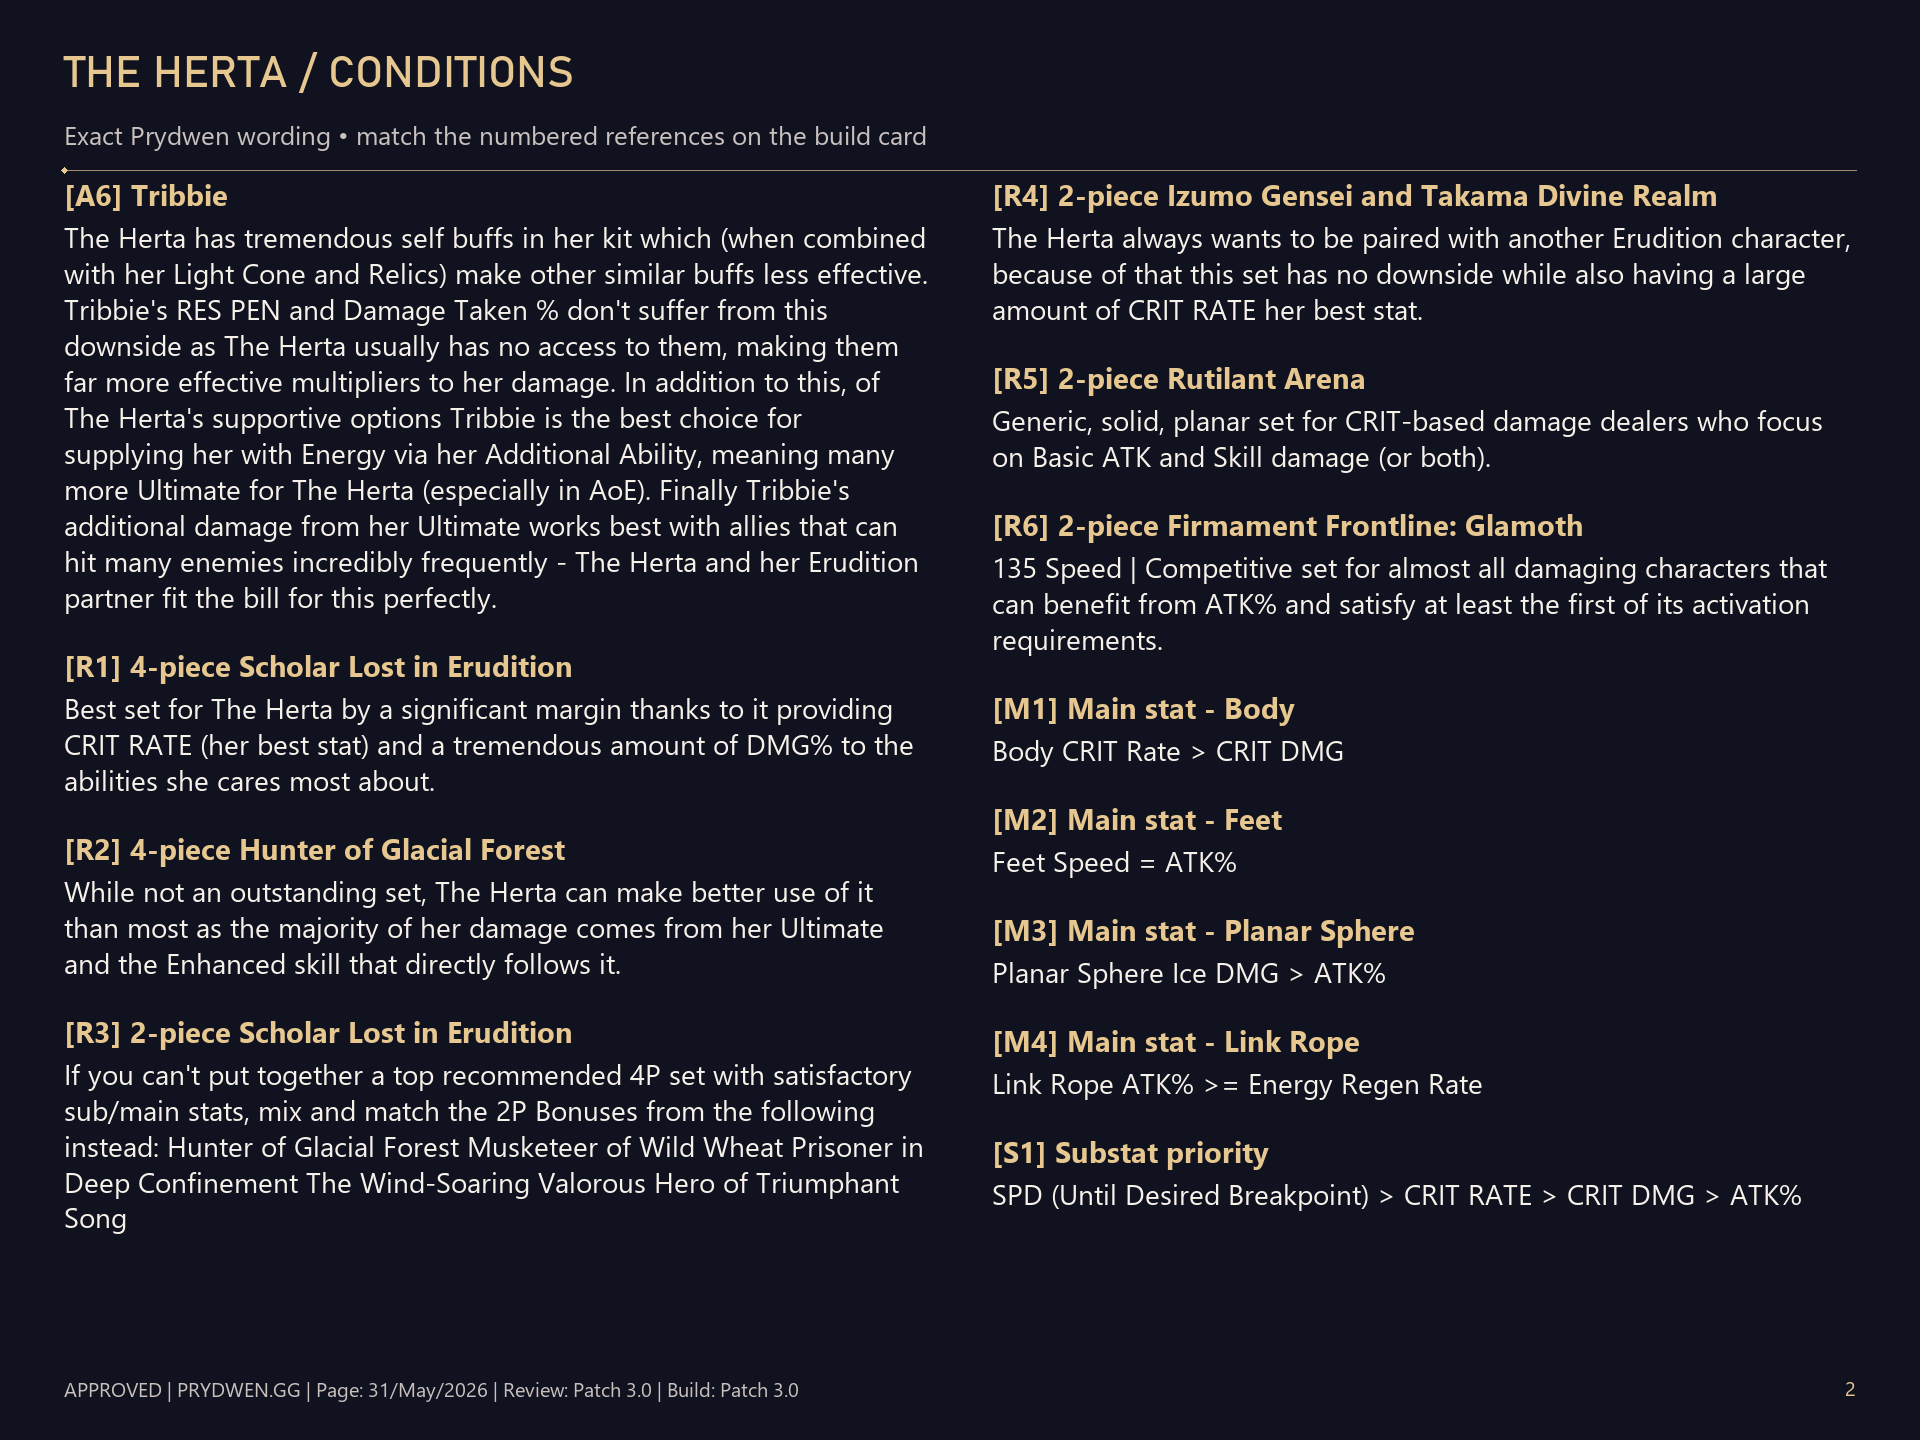 THE HERTA / CONDITIONS
Exact Prydwen wording • match the numbered references on the build card
[A6] Tribbie
The Herta has tremendous self buffs in her kit which (when combined
with her Light Cone and Relics) make other similar buffs less effective.
Tribbie's RES PEN and Damage Taken % don't suffer from this
downside as The Herta usually has no access to them, making them
far more effective multipliers to her damage. In addition to this, of
The Herta's supportive options Tribbie is the best choice for
supplying her with Energy via her Additional Ability, meaning many
more Ultimate for The Herta (especially in AoE). Finally Tribbie's
additional damage from her Ultimate works best with allies that can
hit many enemies incredibly frequently - The Herta and her Erudition
partner fit the bill for this perfectly.
[R1] 4-piece Scholar Lost in Erudition
Best set for The Herta by a significant margin thanks to it providing
CRIT RATE (her best stat) and a tremendous amount of DMG% to the
abilities she cares most about.
[R2] 4-piece Hunter of Glacial Forest
While not an outstanding set, The Herta can make better use of it
than most as the majority of her damage comes from her Ultimate
and the Enhanced skill that directly follows it.
[R3] 2-piece Scholar Lost in Erudition
If you can't put together a top recommended 4P set with satisfactory
sub/main stats, mix and match the 2P Bonuses from the following
instead: Hunter of Glacial Forest Musketeer of Wild Wheat Prisoner in
Deep Confinement The Wind-Soaring Valorous Hero of Triumphant
Song
[R4] 2-piece Izumo Gensei and Takama Divine Realm
The Herta always wants to be paired with another Erudition character,
because of that this set has no downside while also having a large
amount of CRIT RATE her best stat.
[R5] 2-piece Rutilant Arena
Generic, solid, planar set for CRIT-based damage dealers who focus
on Basic ATK and Skill damage (or both).
[R6] 2-piece Firmament Frontline: Glamoth
135 Speed | Competitive set for almost all damaging characters that
can benefit from ATK% and satisfy at least the first of its activation
requirements.
[M1] Main stat - Body
Body CRIT Rate > CRIT DMG
[M2] Main stat - Feet
Feet Speed = ATK%
[M3] Main stat - Planar Sphere
Planar Sphere Ice DMG > ATK%
[M4] Main stat - Link Rope
Link Rope ATK% >= Energy Regen Rate
[S1] Substat priority
SPD (Until Desired Breakpoint) > CRIT RATE > CRIT DMG > ATK%
APPROVED | PRYDWEN.GG | Page: 31/May/2026 | Review: Patch 3.0 | Build: Patch 3.0
2